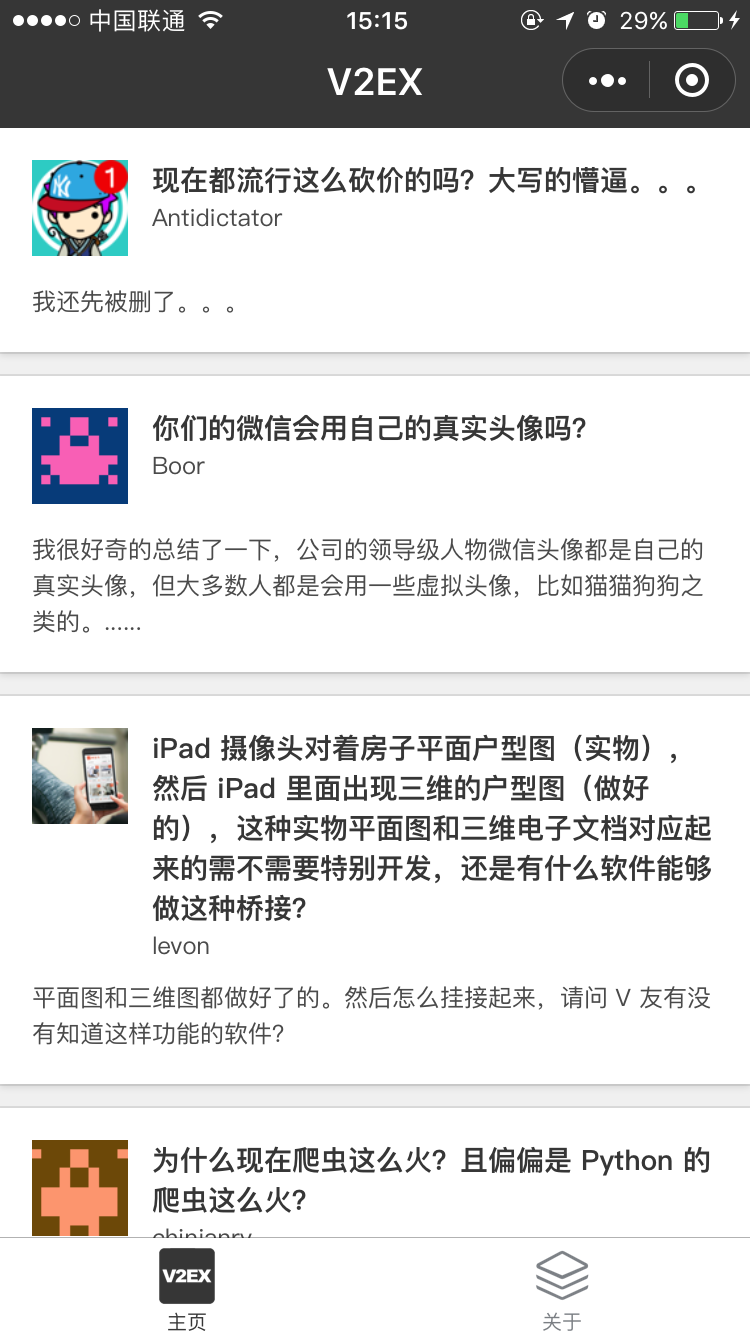 中国联通 15:15 29%
V2EX
1
现在都流行这么砍价的吗？大写的懵逼。。。
Antidictator
我还先被删了。。。
你们的微信会用自己的真实头像吗？
Boor
我很好奇的总结了一下，公司的领导级人物微信头像都是自己的
真实头像，但大多数人都是会用一些虚拟头像，比如猫猫狗狗之
类的。......
iPad 摄像头对着房子平面户型图（实物），
然后 iPad 里面出现三维的户型图（做好
的），这种实物平面图和三维电子文档对应起
来的需不需要特别开发，还是有什么软件能够
做这种桥接？
levon
平面图和三维图都做好了的。然后怎么挂接起来，请问 V 友有没
有知道这样功能的软件？
为什么现在爬虫这么火？且偏偏是 Python 的
爬虫这么火？
V2EX
主页
关于